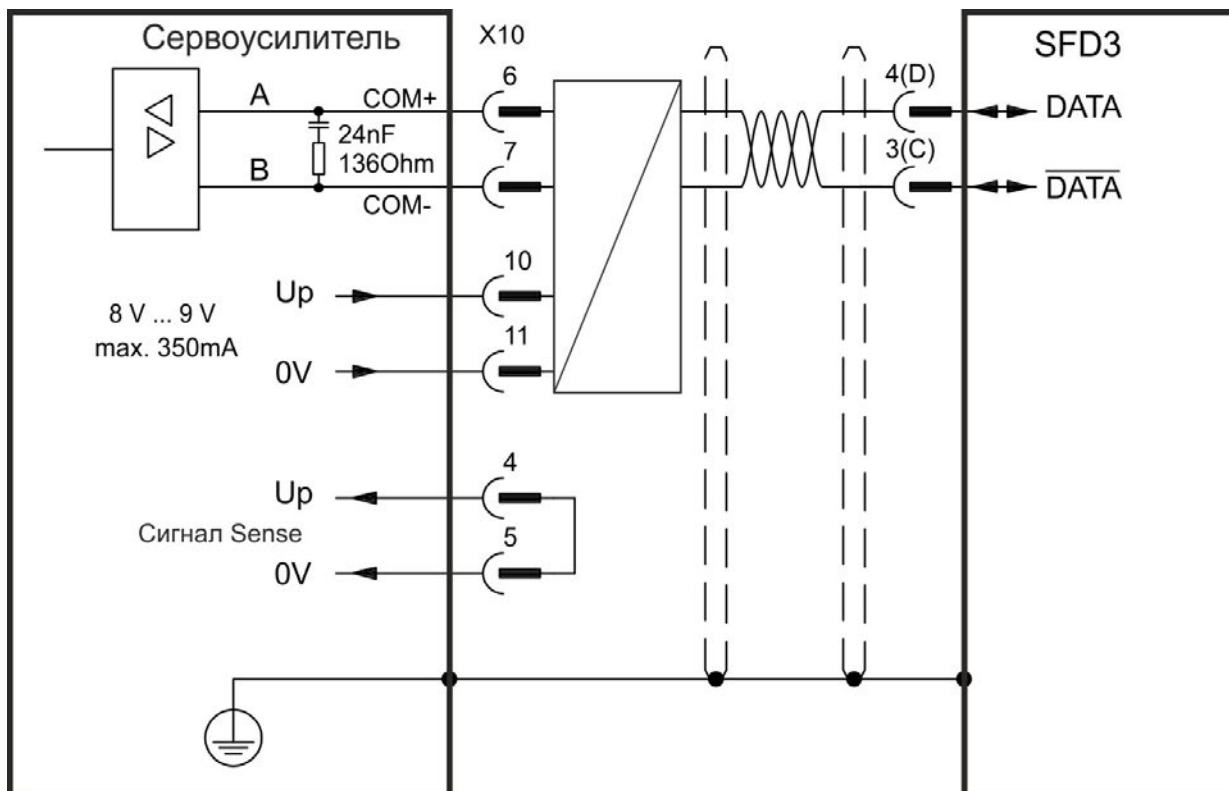 Сервоусилитель
X10
SFD3
A
COM+
6
4(D)
DATA
24nF
136Ohm
B
COM-
7
3(C)
DATA
8 V ... 9 V
max. 350mA
Up
10
0V
11
Up
4
Сигнал Sense
0V
5